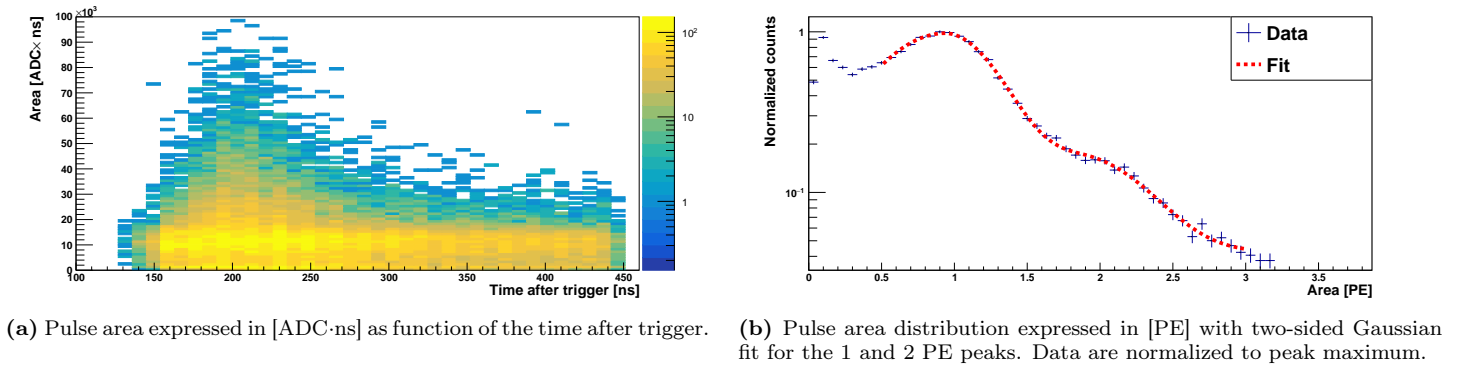 ×10³
Area [ADC× ns]
100
90
80
70
60
50
40
30
20
10
0
100 150 200 250 300 350 400 450
Time after trigger [ns]
10²
10
1
(a) Pulse area expressed in [ADC·ns] as function of the time after trigger.
Normalized counts
1
10⁻¹
Data
Fit
0 0.5 1 1.5 2 2.5 3 3.5
Area [PE]
(b) Pulse area distribution expressed in [PE] with two-sided Gaussian
fit for the 1 and 2 PE peaks. Data are normalized to peak maximum.